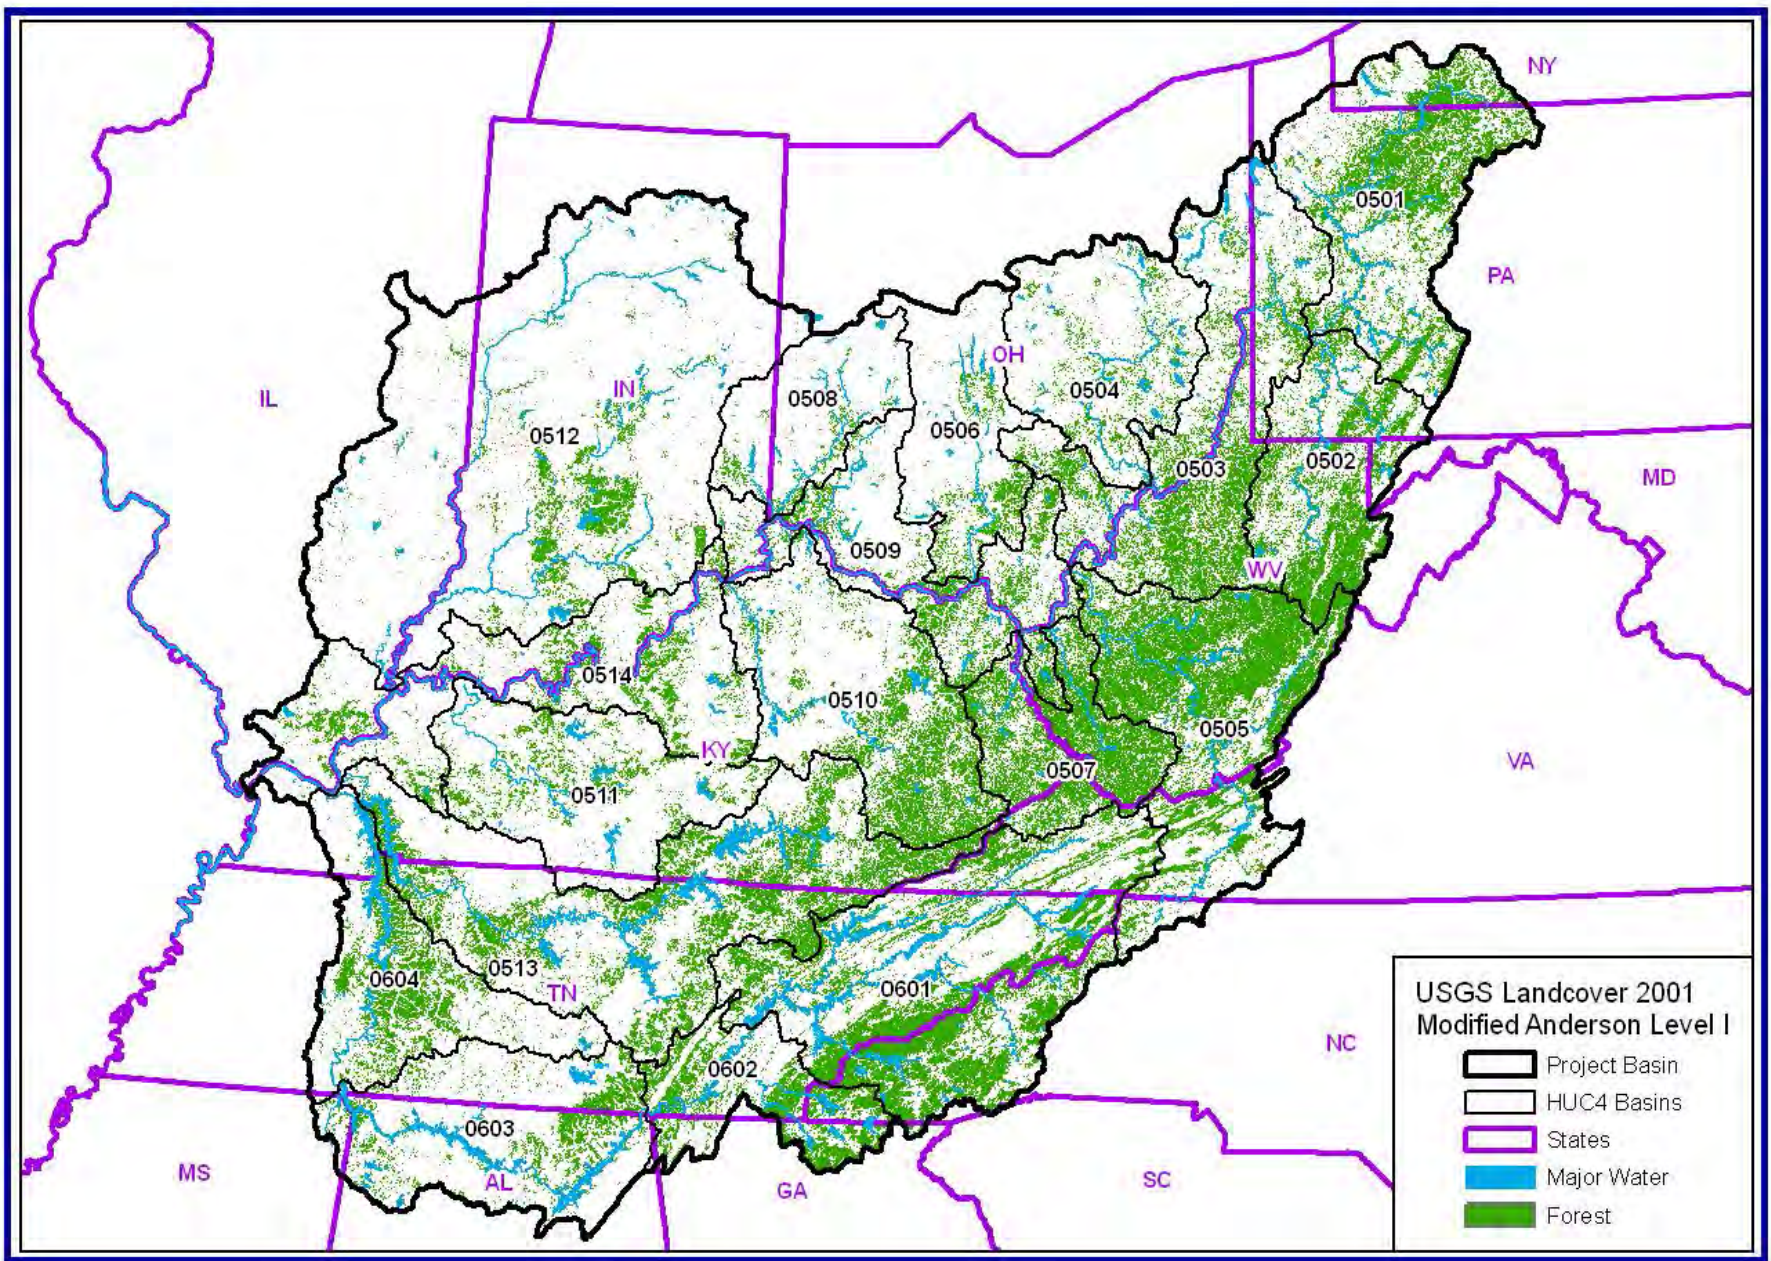 NY
0501
PA
OH
IL
IN
0508
0504
0512
0506
0503
0502
MD
0509
WV
0514
0510
0505
KY
0507
VA
0511
0513
0604
TN
0601
0602
NC
0603
MS
AL
GA
SC
USGS Landcover 2001
Modified Anderson Level I
Project Basin
HUC4 Basins
States
Major Water
Forest